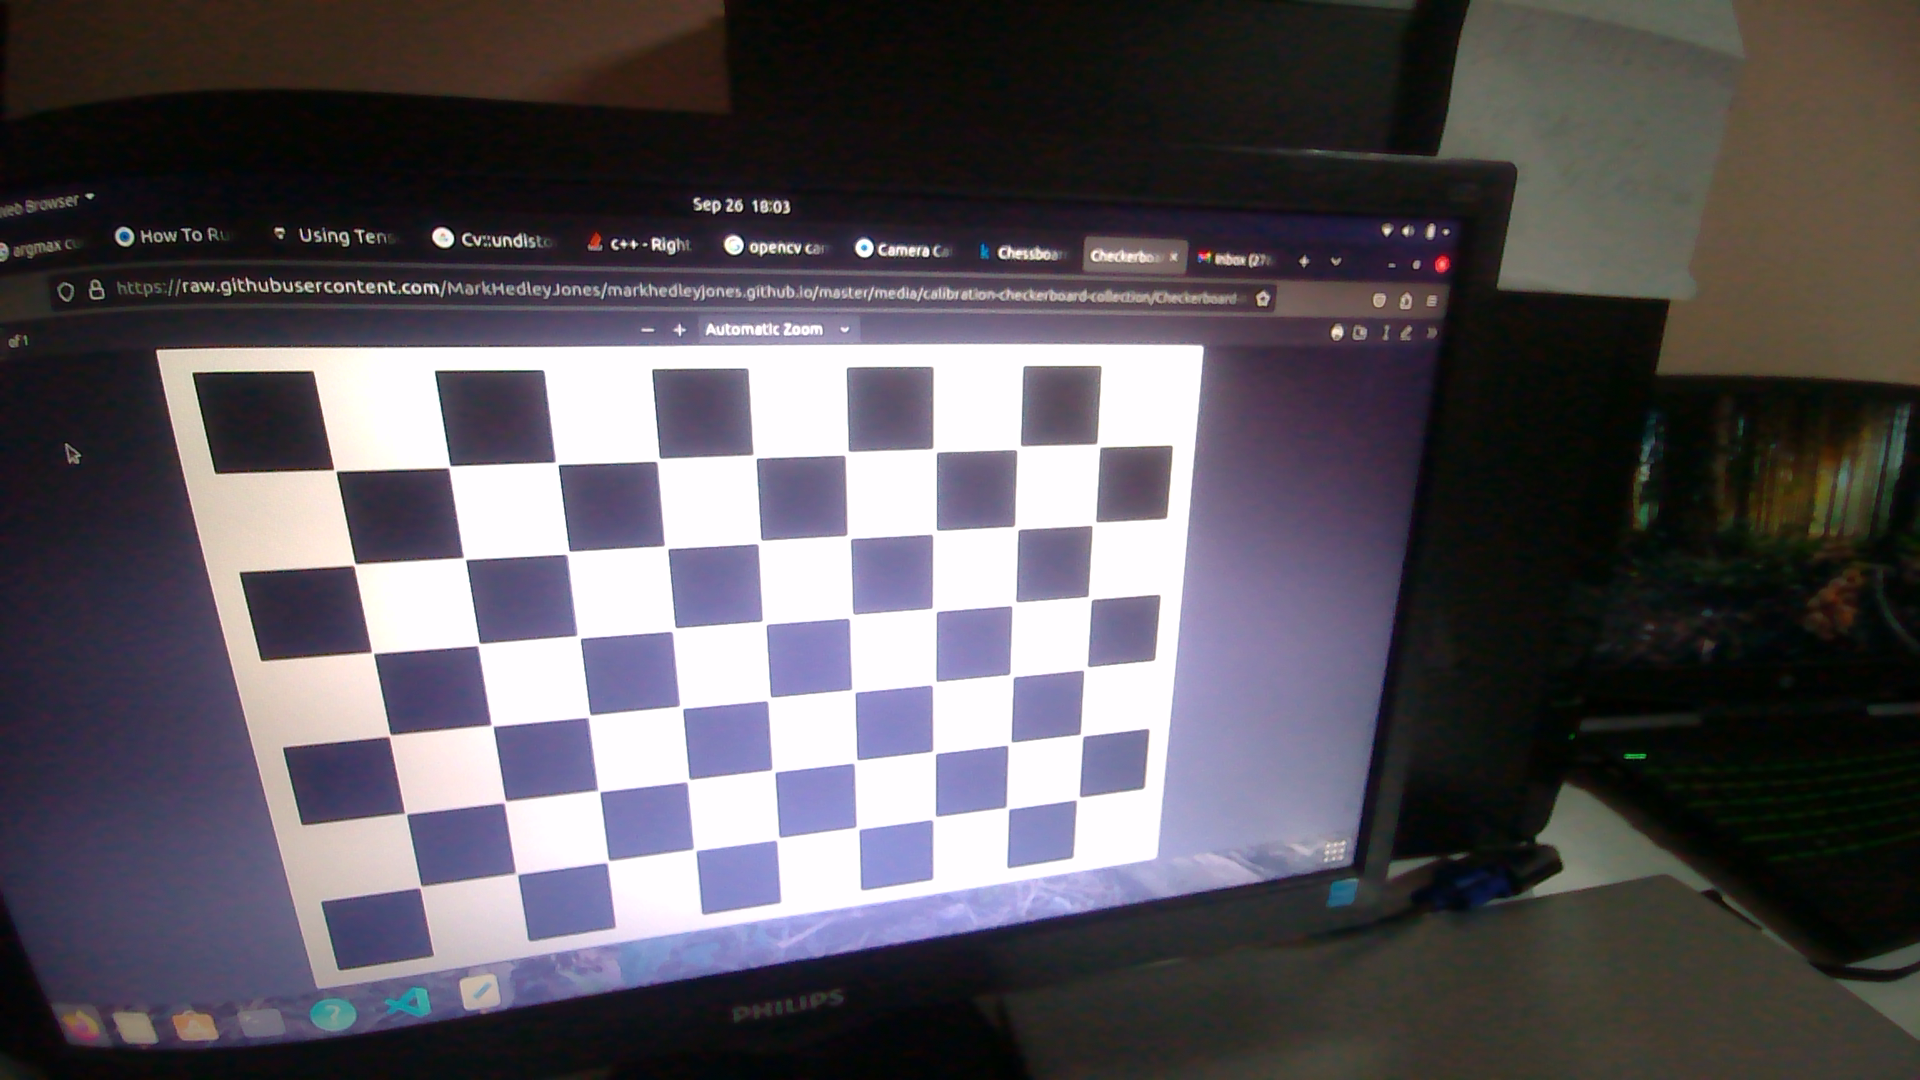 Web Browser
Sep 26 18:03
argmax c
How To Ru
Using Tens
Cv::undisto
C++ - Right
opencv car
Camera Ca
Chessboar
Checkerbo
Inbox (27
https://raw.githubusercontent.com/MarkHedleyJones/markhedleyjones.github.io/master/media/calibration-checkerboard-collection/Checkerboard-
of 1
− + Automatic Zoom
PHILIPS